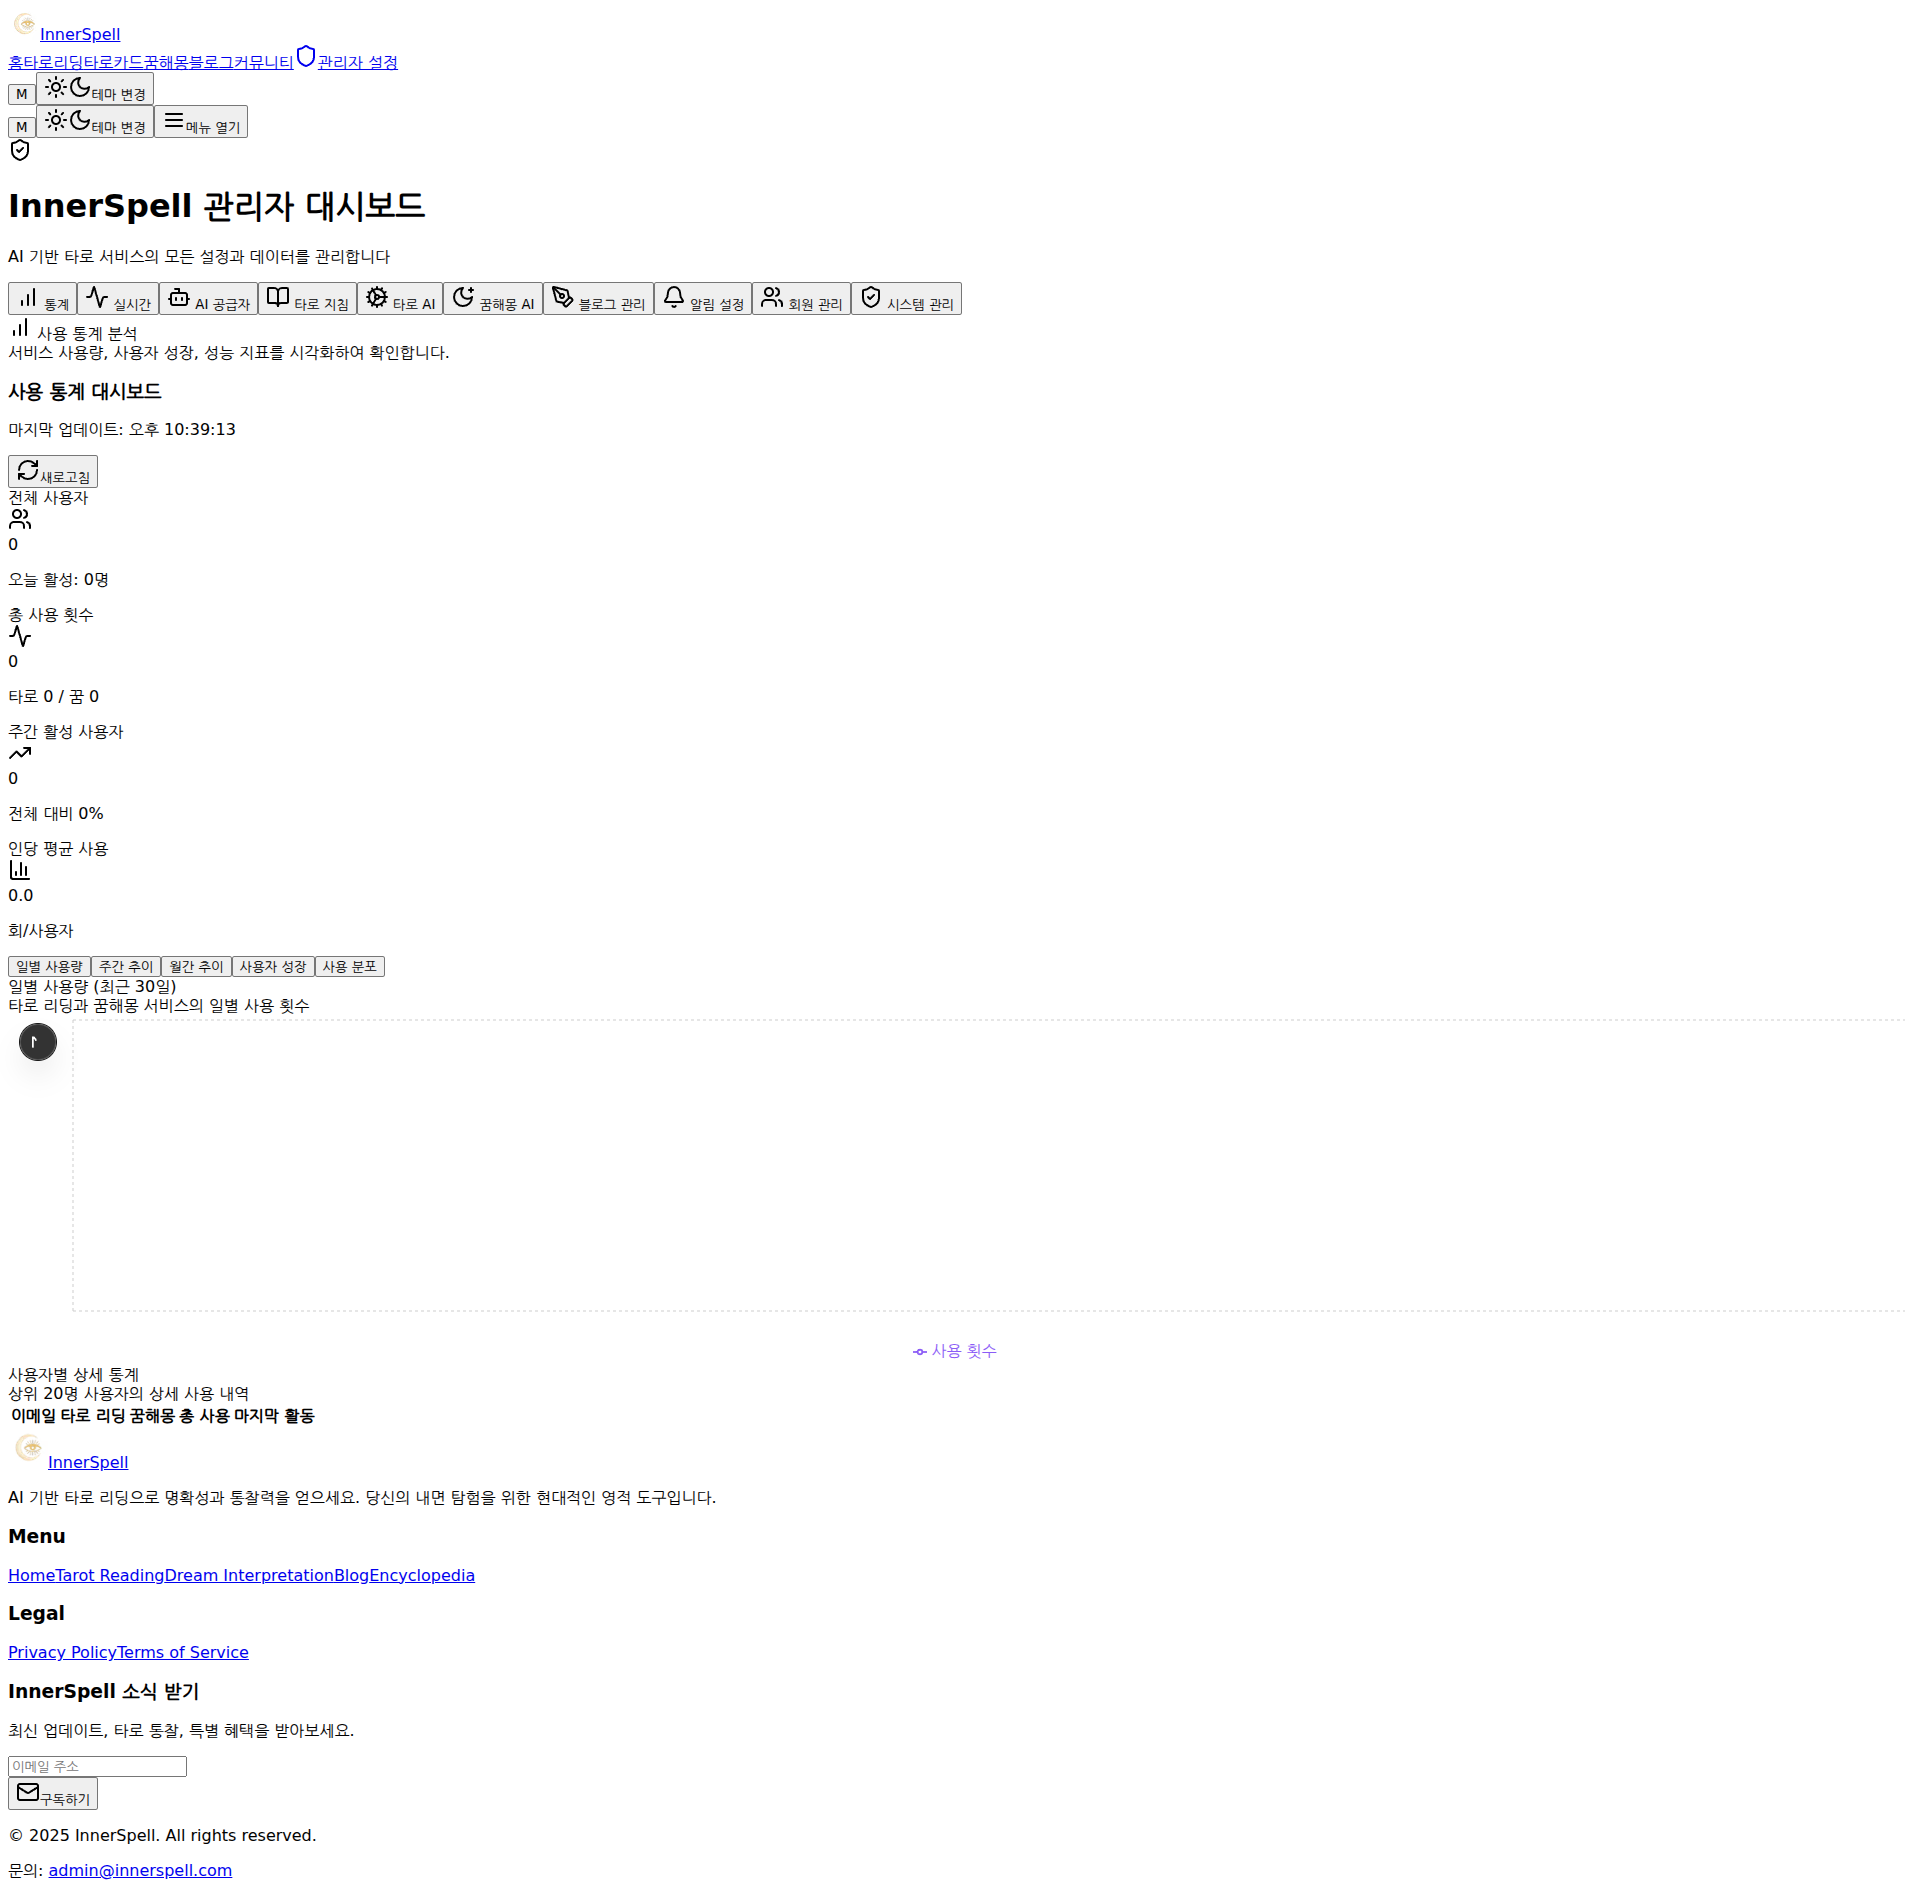 InnerSpell
홈타로리딩타로카드꿈해몽블로그커뮤니티관리자 설정
M 테마 변경
M 테마 변경 메뉴 열기
InnerSpell 관리자 대시보드
AI 기반 타로 서비스의 모든 설정과 데이터를 관리합니다
통계 실시간 AI 공급자 타로 지침 타로 AI 꿈해몽 AI 블로그 관리 알림 설정 회원 관리 시스템 관리
사용 통계 분석
서비스 사용량, 사용자 성장, 성능 지표를 시각화하여 확인합니다.
사용 통계 대시보드
마지막 업데이트: 오후 10:39:13
새로고침
전체 사용자
0
오늘 활성: 0명
총 사용 횟수
0
타로 0 / 꿈 0
주간 활성 사용자
0
전체 대비 0%
인당 평균 사용
0.0
회/사용자
일별 사용량 주간 추이 월간 추이 사용자 성장 사용 분포
일별 사용량 (최근 30일)
타로 리딩과 꿈해몽 서비스의 일별 사용 횟수
사용 횟수
사용자별 상세 통계
상위 20명 사용자의 상세 사용 내역
이메일 타로 리딩 꿈해몽 총 사용 마지막 활동
InnerSpell
AI 기반 타로 리딩으로 명확성과 통찰력을 얻으세요. 당신의 내면 탐험을 위한 현대적인 영적 도구입니다.
Menu
HomeTarot ReadingDream InterpretationBlogEncyclopedia
Legal
Privacy PolicyTerms of Service
InnerSpell 소식 받기
최신 업데이트, 타로 통찰, 특별 혜택을 받아보세요.
이메일 주소
구독하기
© 2025 InnerSpell. All rights reserved.
문의: admin@innerspell.com